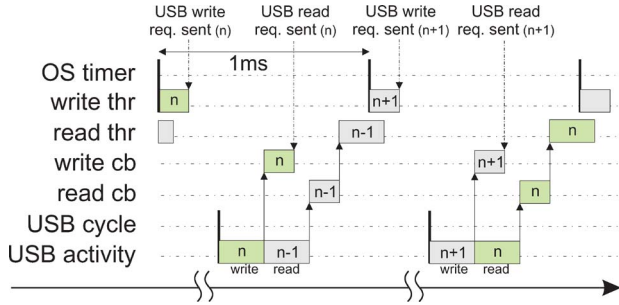 USB write USB read USB write USB read
req. sent (n) req. sent (n) req. sent (n+1) req. sent (n+1)
1ms
OS timer
write thr n n+1
read thr n-1 n
write cb n n+1
read cb n-1 n
USB cycle
USB activity n n-1 n+1 n
write read write read